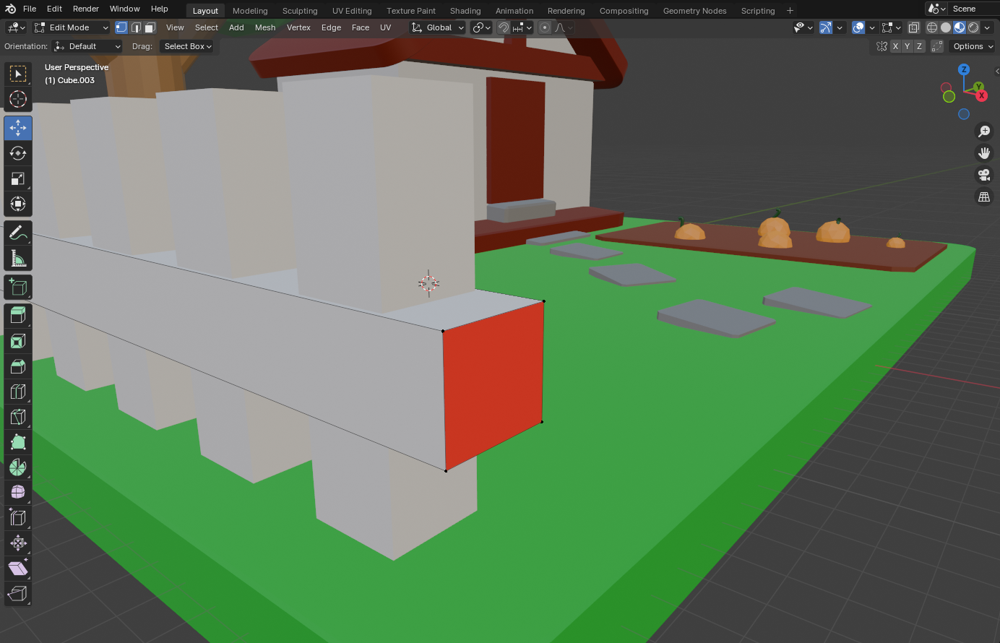 File Edit Render Window Help Layout Modeling Sculpting UV Editing Texture Paint Shading Animation Rendering Compositing Geometry Nodes Scripting + Scene
Edit Mode View Select Add Mesh Vertex Edge Face UV Global
Orientation: Default Drag: Select Box X Y Z Options
User Perspective
(1) Cube.003
Z
Y
X